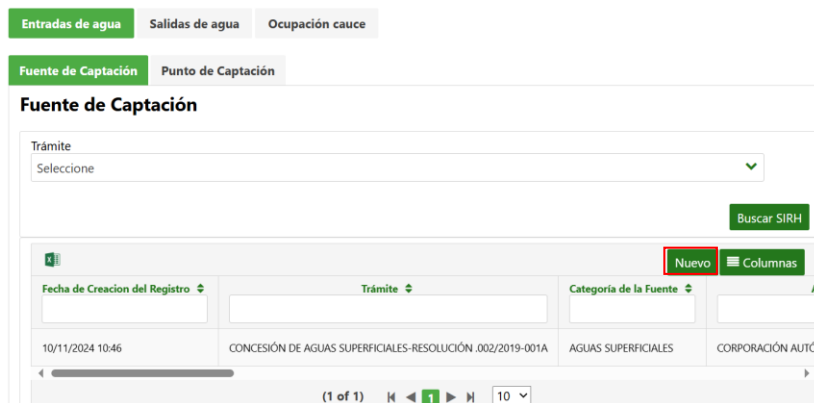 Entradas de agua Salidas de agua Ocupación cauce
Fuente de Captación Punto de Captación
Fuente de Captación
Trámite
Seleccione
Buscar SIRH
Nuevo Columnas
Fecha de Creacion del Registro Trámite Categoría de la Fuente
10/11/2024 10:46 CONCESIÓN DE AGUAS SUPERFICIALES-RESOLUCIÓN .002/2019-001A AGUAS SUPERFICIALES CORPORACIÓN
(1 of 1) 1 10